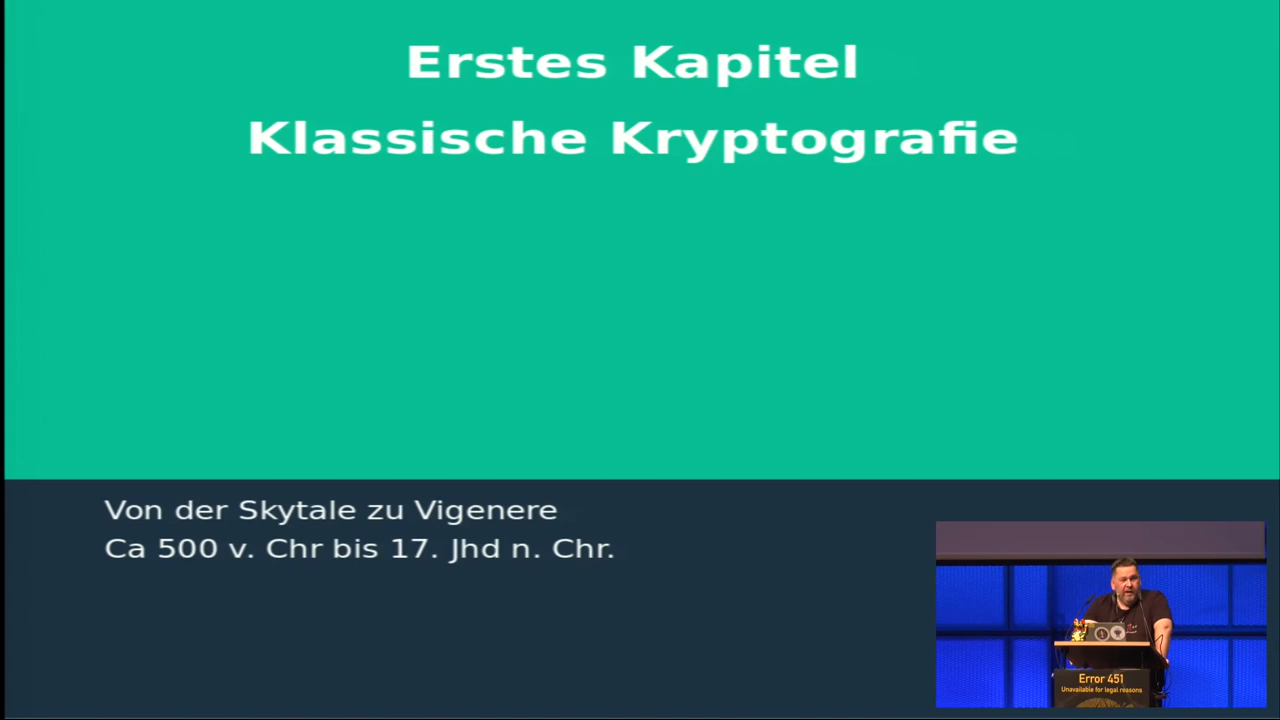 Erstes Kapitel
Klassische Kryptografie
Von der Skytale zu Vigenere
Ca 500 v. Chr bis 17. Jhd n. Chr.
Error 451
Unavailable for legal reasons